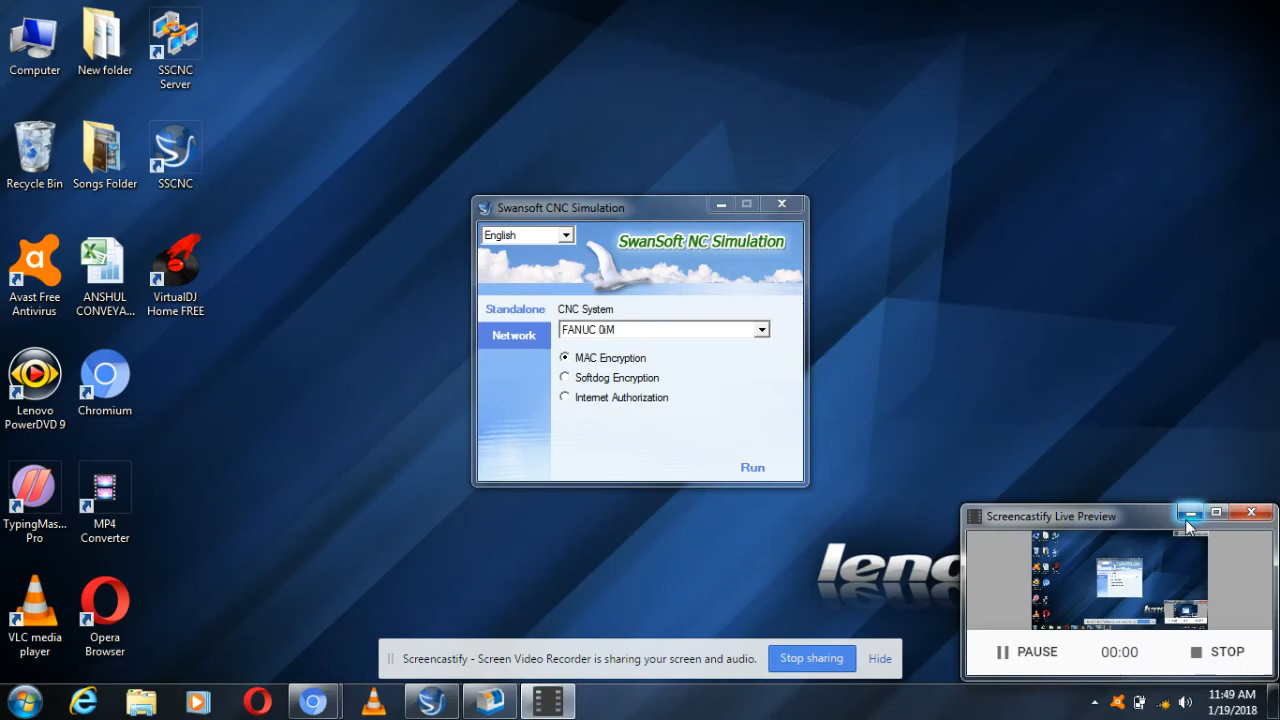 Computer
New folder
SSCNC
Server
Recycle Bin
Songs Folder
SSCNC
Avast Free
Antivirus
ANSHUL
CONVEYA...
VirtualDJ
Home FREE
Lenovo
PowerDVD 9
Chromium
TypingMas...
Pro
MP4
Converter
VLC media
player
Opera
Browser
Swansoft CNC Simulation
English
SwanSoft NC Simulation
Standalone
Network
CNC System
FANUC 0iM
MAC Encryption
Softdog Encryption
Internet Authorization
Run
leno
Screencastify Live Preview
PAUSE
00:00
STOP
Screencastify - Screen Video Recorder is sharing your screen and audio.
Stop sharing
Hide
11:49 AM
1/19/2018